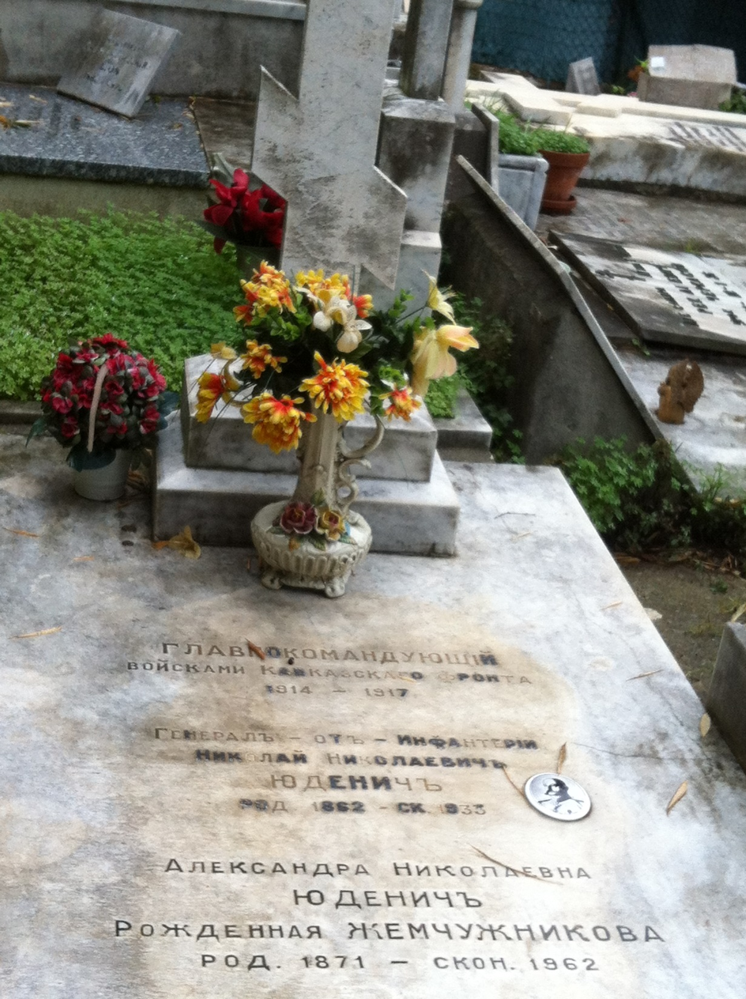 ГЛАВНОКОМАНДУЮЩІЙ
ВОЙСКАМИ КАВКАЗСКАГО ФРОНТА
1914 – 1917
ГЕНЕРАЛЪ – ОТЪ – ИНФАНТЕРІИ
НИКОЛАЙ НИКОЛАЕВИЧЪ
ЮДЕНИЧЪ
РОД 1862 – СК. 1933
АЛЕКСАНДРА НИКОЛАЕВНА
ЮДЕНИЧЪ
РОЖДЕННАЯ ЖЕМЧУЖНИКОВА
РОД. 1871 – СКОН. 1962